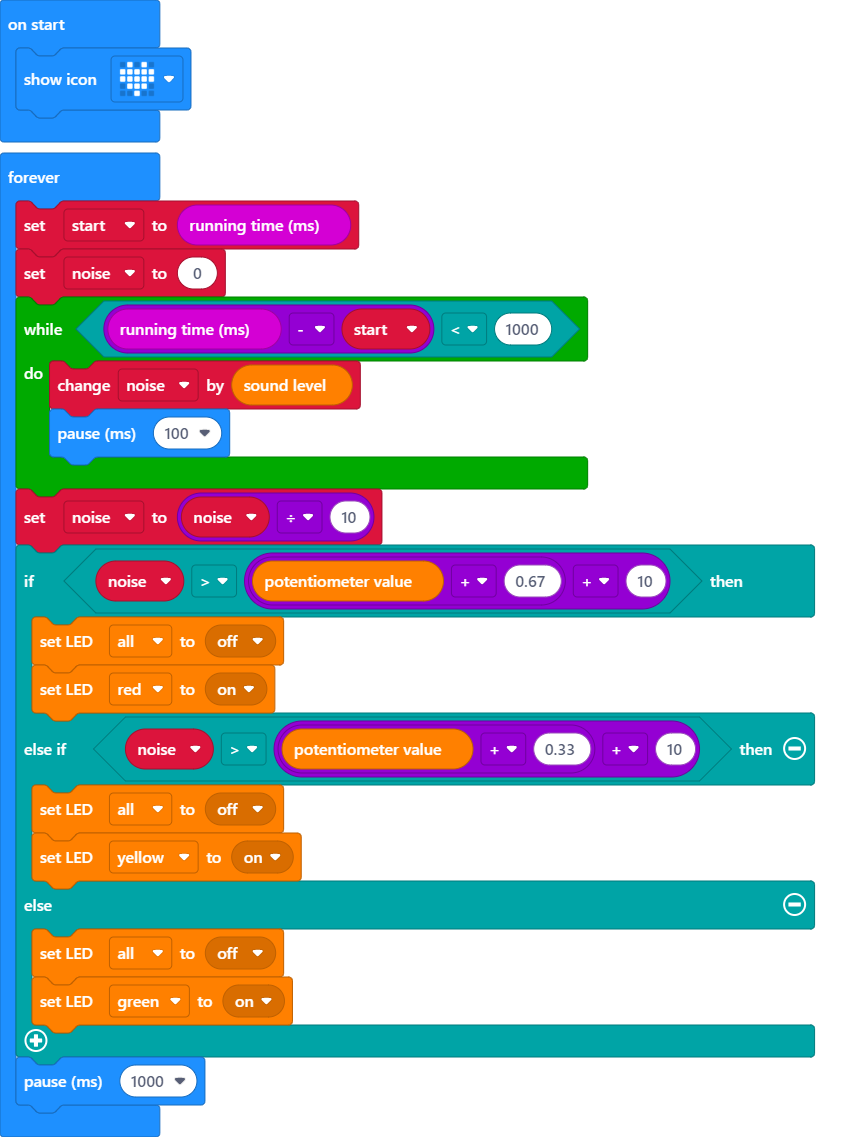 on start
show icon
forever
set start to running time (ms)
set noise to 0
while running time (ms) - start < 1000
do
change noise by sound level
pause (ms) 100
set noise to noise ÷ 10
if noise > potentiometer value + 0.67 + 10 then
set LED all to off
set LED red to on
else if noise > potentiometer value + 0.33 + 10 then
set LED all to off
set LED yellow to on
else
set LED all to off
set LED green to on
pause (ms) 1000